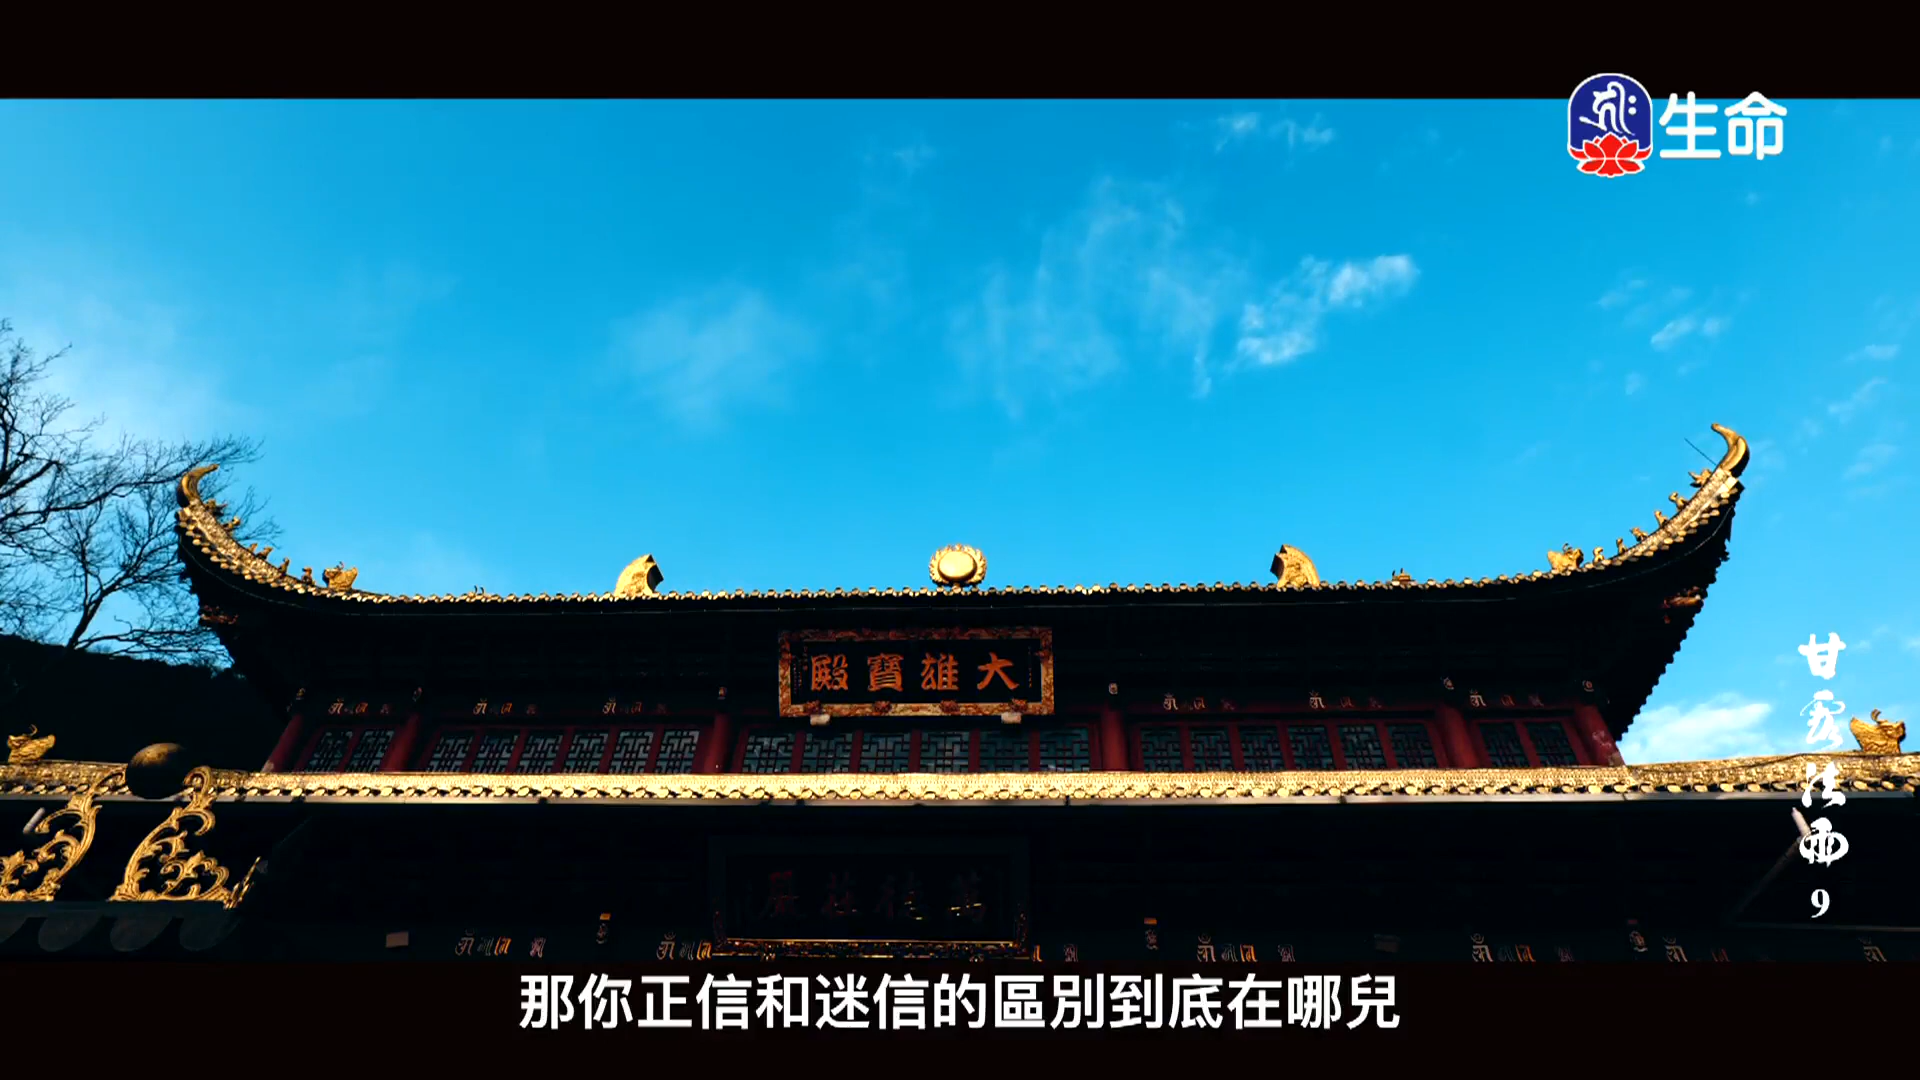 生命
大雄寶殿
甘露法雨 9
那你正信和迷信的區別到底在哪兒